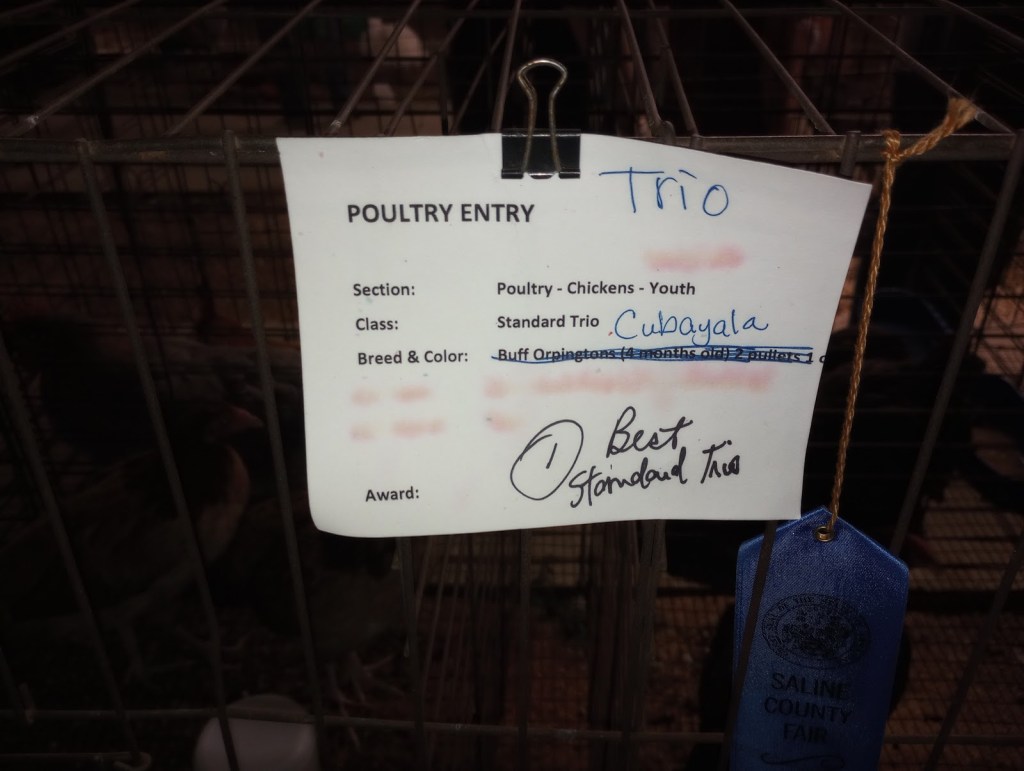 Trio
POULTRY ENTRY
Section: Poultry - Chickens - Youth
Class: Standard Trio Cubayala
Breed & Color: Buff Orpingtons (4 months old) 2 pullets 1
1 Best
Standard Trio
Award:
SALINE
COUNTY
FAIR